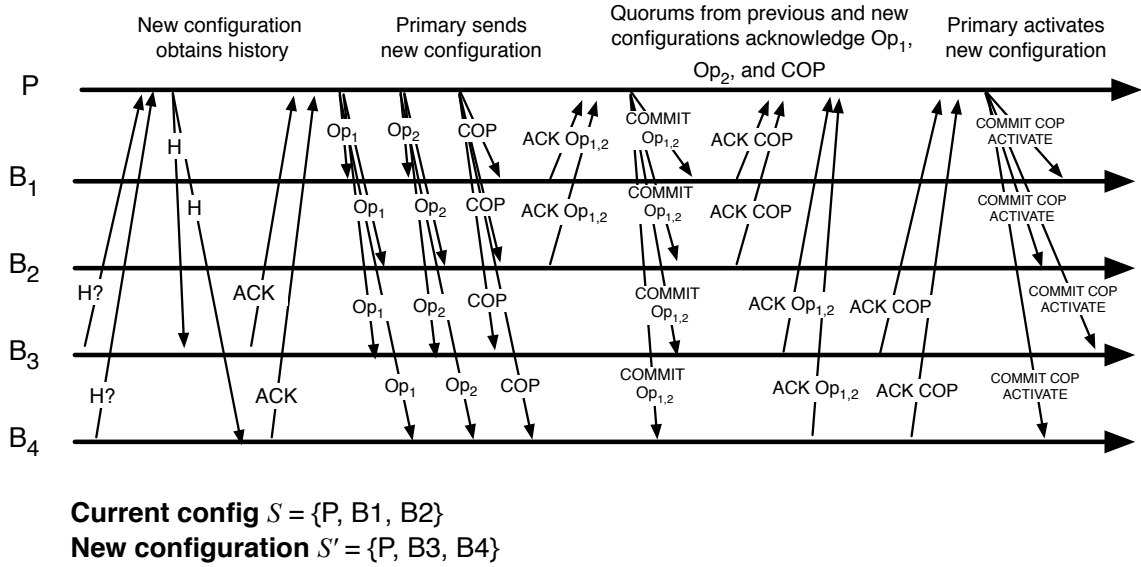 New configuration
obtains history
Primary sends
new configuration
Quorums from previous and new
configurations acknowledge Op1,
Op2, and COP
Primary activates
new configuration
P
H
Op1
Op2
COP
ACK Op1,2
COMMIT
Op1,2
ACK COP
COMMIT COP
ACTIVATE
B1
H
Op1
Op2
COP
ACK Op1,2
COMMIT
Op1,2
ACK COP
COMMIT COP
ACTIVATE
B2
H?
ACK
Op1
Op2
COP
COMMIT
Op1,2
ACK Op1,2
ACK COP
COMMIT COP
ACTIVATE
B3
H?
ACK
Op1
Op2
COP
COMMIT
Op1,2
ACK Op1,2
ACK COP
COMMIT COP
ACTIVATE
B4
Current config S = {P, B1, B2}
New configuration S′ = {P, B3, B4}